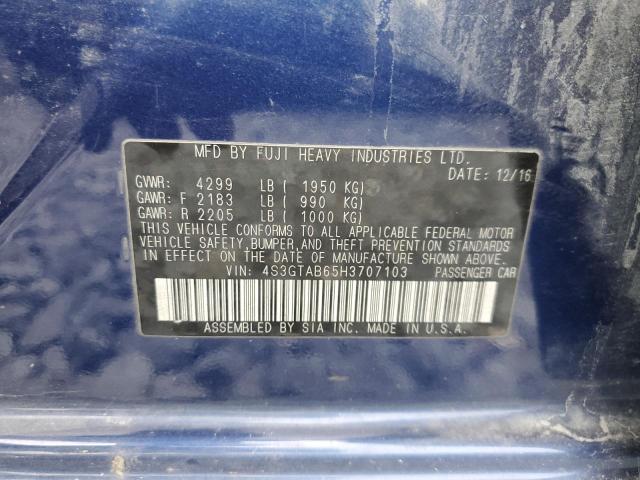 MFD BY FUJI HEAVY INDUSTRIES LTD.
DATE: 12/16
GVWR: 4299 LB ( 1950 KG)
GAWR: F 2183 LB ( 990 KG)
GAWR: R 2205 LB ( 1000 KG)
THIS VEHICLE CONFORMS TO ALL APPLICABLE FEDERAL MOTOR
VEHICLE SAFETY, BUMPER, AND THEFT PREVENTION STANDARDS
IN EFFECT ON THE DATE OF MANUFACTURE SHOWN ABOVE.
VIN: 4S3GTAB65H3707103 PASSENGER CAR
ASSEMBLED BY SIA INC. MADE IN U.S.A.